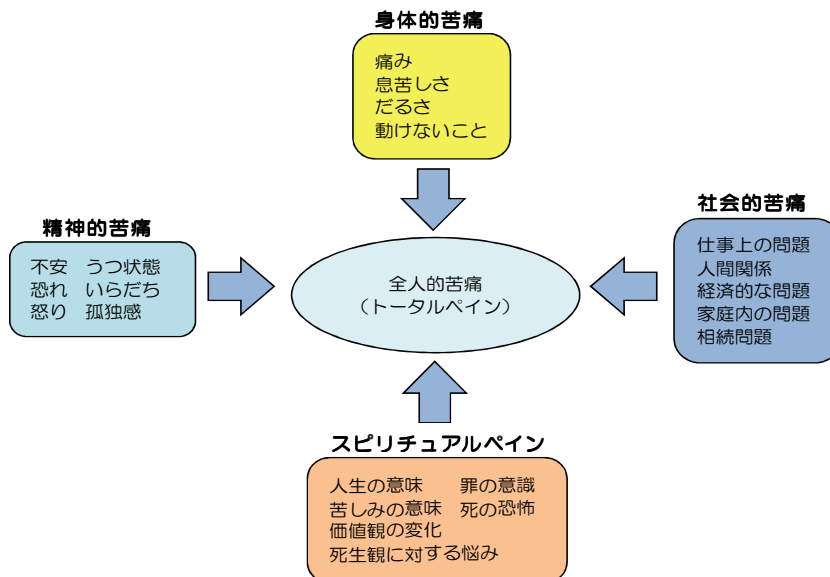 身体的苦痛
痛み
息苦しさ
だるさ
動けないこと
精神的苦痛
不安 うつ状態
恐れ いらだち
怒り 孤独感
全人的苦痛
（トータルペイン）
社会的苦痛
仕事上の問題
人間関係
経済的な問題
家庭内の問題
相続問題
スピリチュアルペイン
人生の意味 罪の意識
苦しみの意味 死の恐怖
価値観の変化
死生観に対する悩み